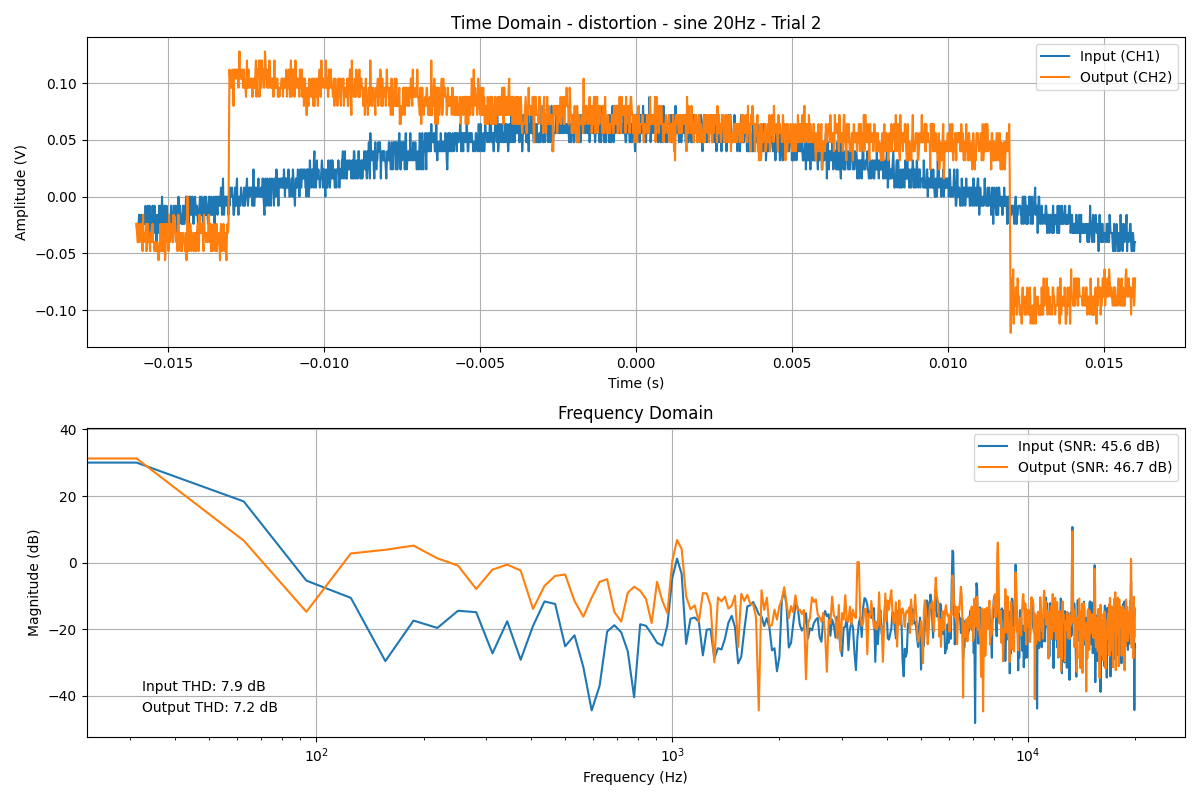 Time Domain - distortion - sine 20Hz - Trial 2
Amplitude (V)
0.10
0.05
0.00
−0.05
−0.10
Input (CH1)
Output (CH2)
−0.015 −0.010 −0.005 0.000 0.005 0.010 0.015
Time (s)
Frequency Domain
Magnitude (dB)
40
20
0
−20
−40
Input (SNR: 45.6 dB)
Output (SNR: 46.7 dB)
Input THD: 7.9 dB
Output THD: 7.2 dB
10² 10³ 10⁴
Frequency (Hz)